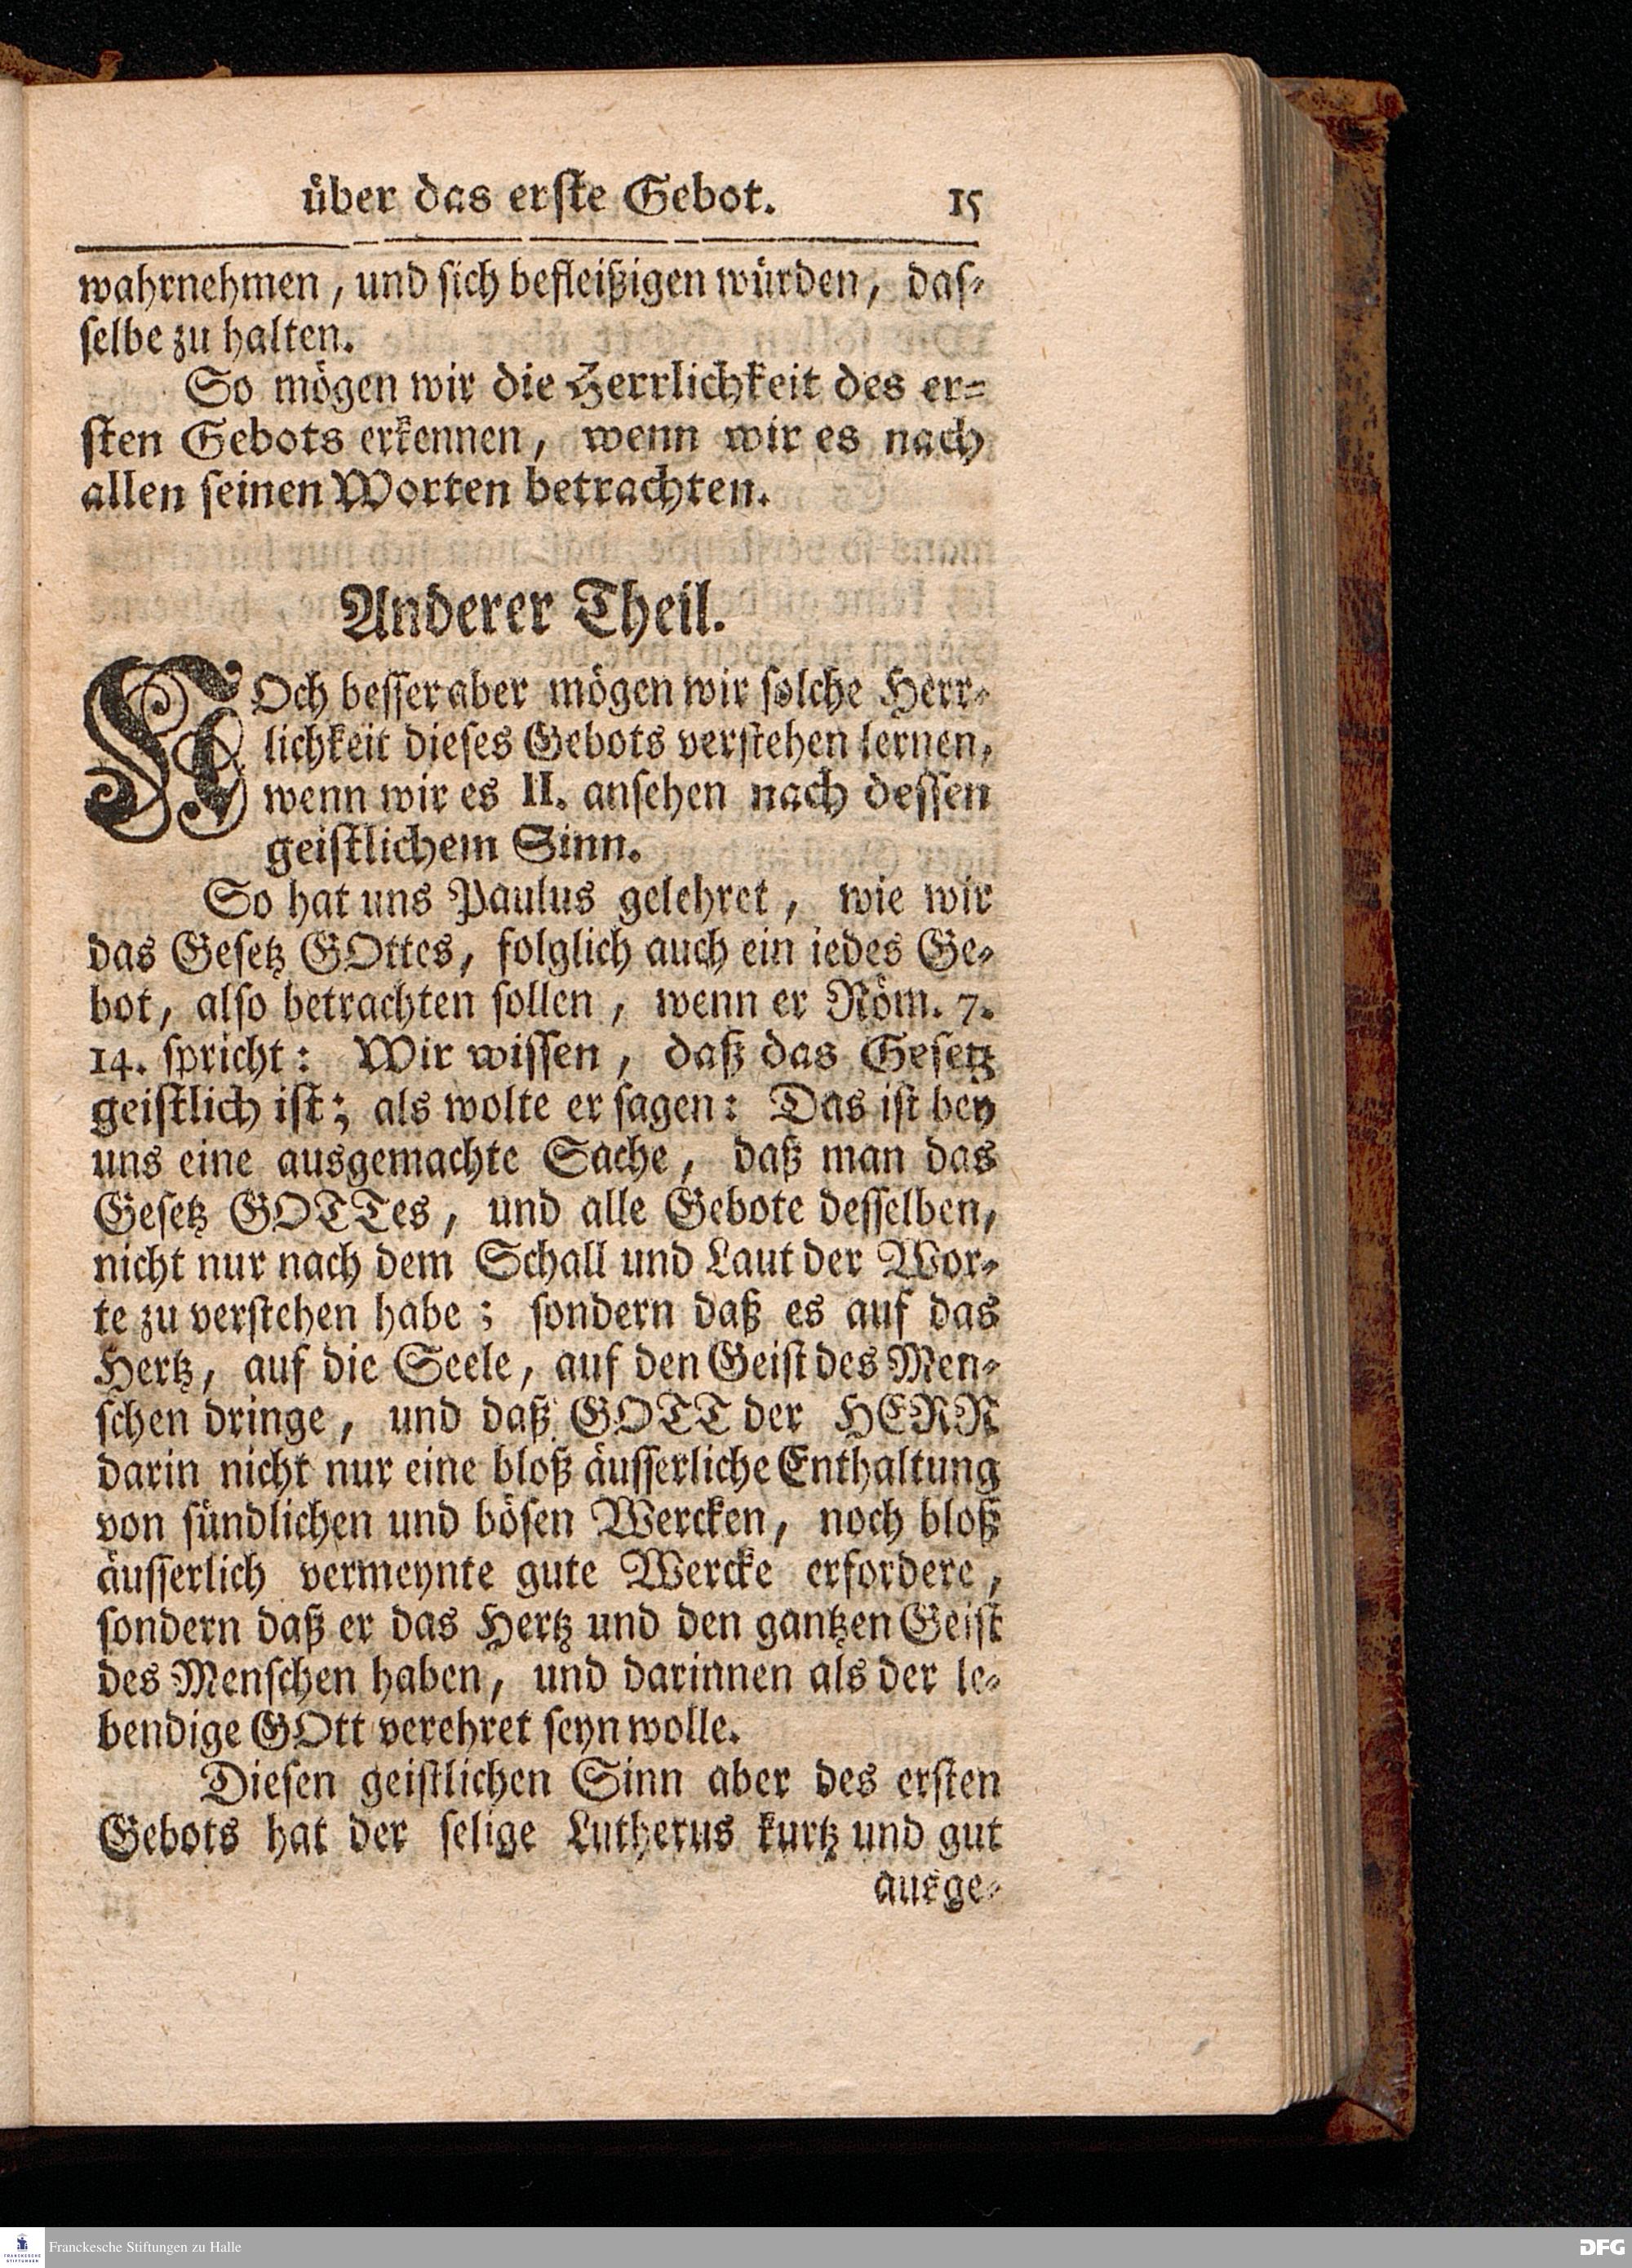 über das erste Gebot. 15
wahrnehmen, und sich befleißigen würden, das-
selbe zu halten.
So mögen wir die Herrlichkeit des er-
sten Gebots erkennen, wenn wir es nach
allen seinen Worten betrachten.
Anderer Theil.
NOch besser aber mögen wir solche Herr-
lichkeit dieses Gebots verstehen lernen,
wenn wir es II. ansehen nach dessen
geistlichem Sinn.
So hat uns Paulus gelehret, wie wir
das Gesetz GOttes, folglich auch ein iedes Ge-
bot, also betrachten sollen, wenn er Röm. 7.
14. spricht: Wir wissen, daß das Gesetz
geistlich ist; als wolte er sagen: Das ist bey
uns eine ausgemachte Sache, daß man das
Gesetz GOTTes, und alle Gebote desselben,
nicht nur nach dem Schall und Laut der Wor-
te zu verstehen habe; sondern daß es auf das
Hertz, auf die Seele, auf den Geist des Men-
schen dringe, und daß GOTT der HERR
darin nicht nur eine bloß äusserliche Enthaltung
von sündlichen und bösen Wercken, noch bloß
äusserlich vermeynte gute Wercke erfordere,
sondern daß er das Hertz und den gantzen Geist
des Menschen haben, und darinnen als der le-
bendige GOtt verehret seyn wolle.
Diesen geistlichen Sinn aber des ersten
Gebots hat der selige Lutherus kurtz und gut
ausge-
FRANCKESCHE STIFTUNGEN
Franckesche Stiftungen zu Halle
DFG